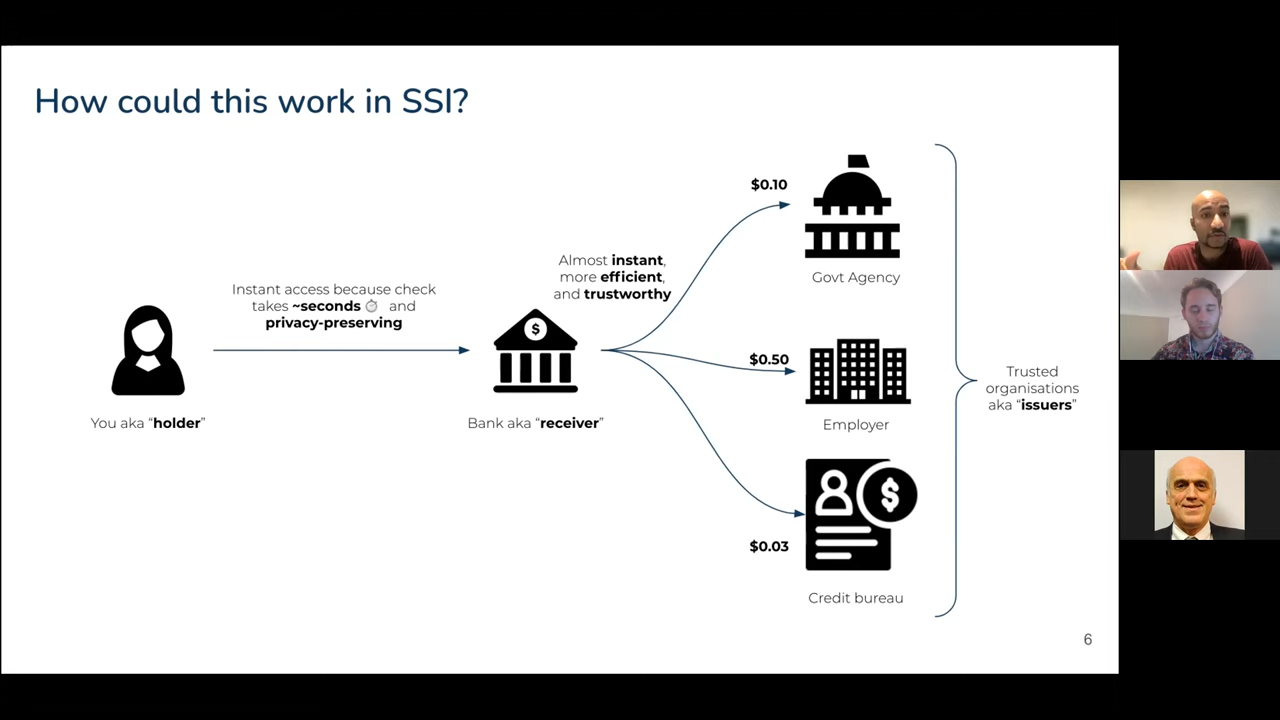 How could this work in SSI?
Instant access because check
takes ~seconds ⏱ and
privacy-preserving
You aka “holder”
Almost instant,
more efficient,
and trustworthy
$
Bank aka “receiver”
$0.10
Govt Agency
$0.50
Employer
$0.03
$
Credit bureau
Trusted
organisations
aka “issuers”
6